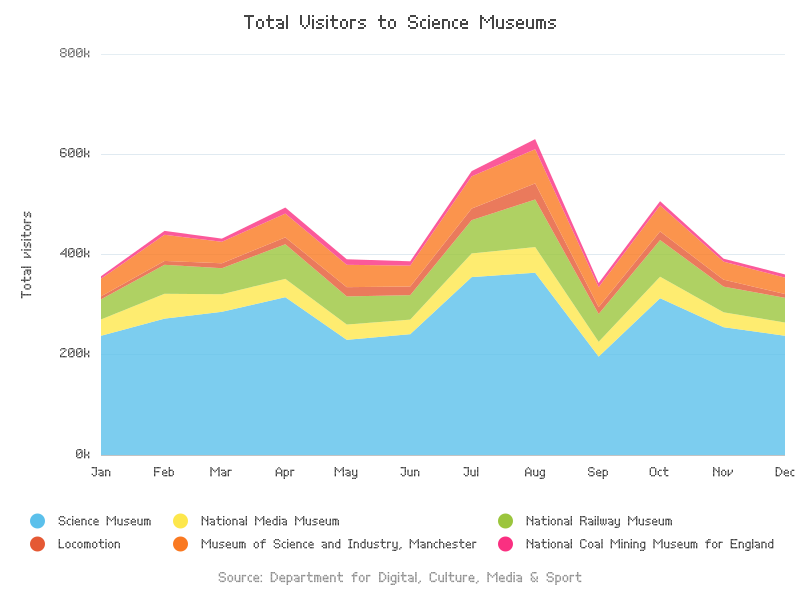 Total Visitors to Science Museums
800k
600k
400k
200k
0k
Total visitors
Jan Feb Mar Apr May Jun Jul Aug Sep Oct Nov Dec
Science Museum National Media Museum National Railway Museum
Locomotion Museum of Science and Industry, Manchester National Coal Mining Museum for England
Source: Department for Digital, Culture, Media & Sport